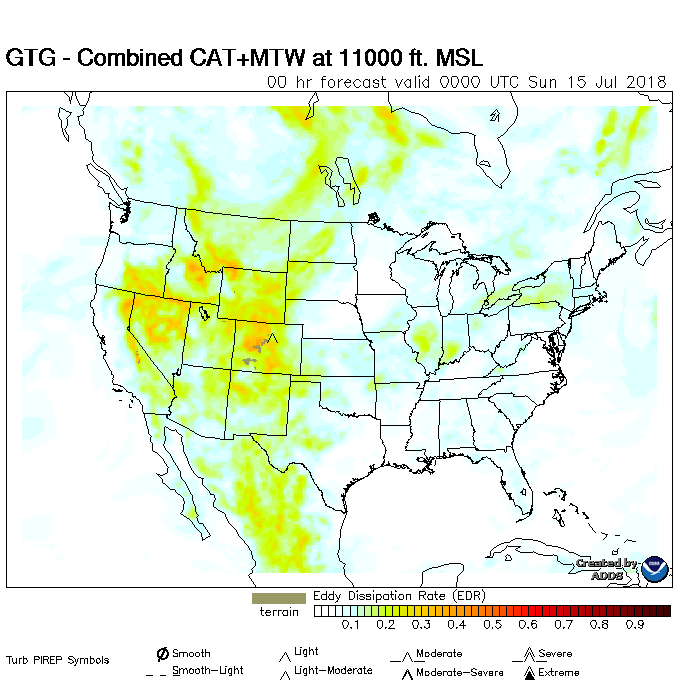 GTG - Combined CAT+MTW at 11000 ft. MSL
00 hr forecast valid 0000 UTC Sun 15 Jul 2018
Created by
ADDS
Eddy Dissipation Rate (EDR)
terrain
0.1 0.2 0.3 0.4 0.5 0.6 0.7 0.8 0.9
Turb PIREP Symbols
Smooth Light Moderate Severe
Smooth-Light Light-Moderate Moderate-Severe Extreme